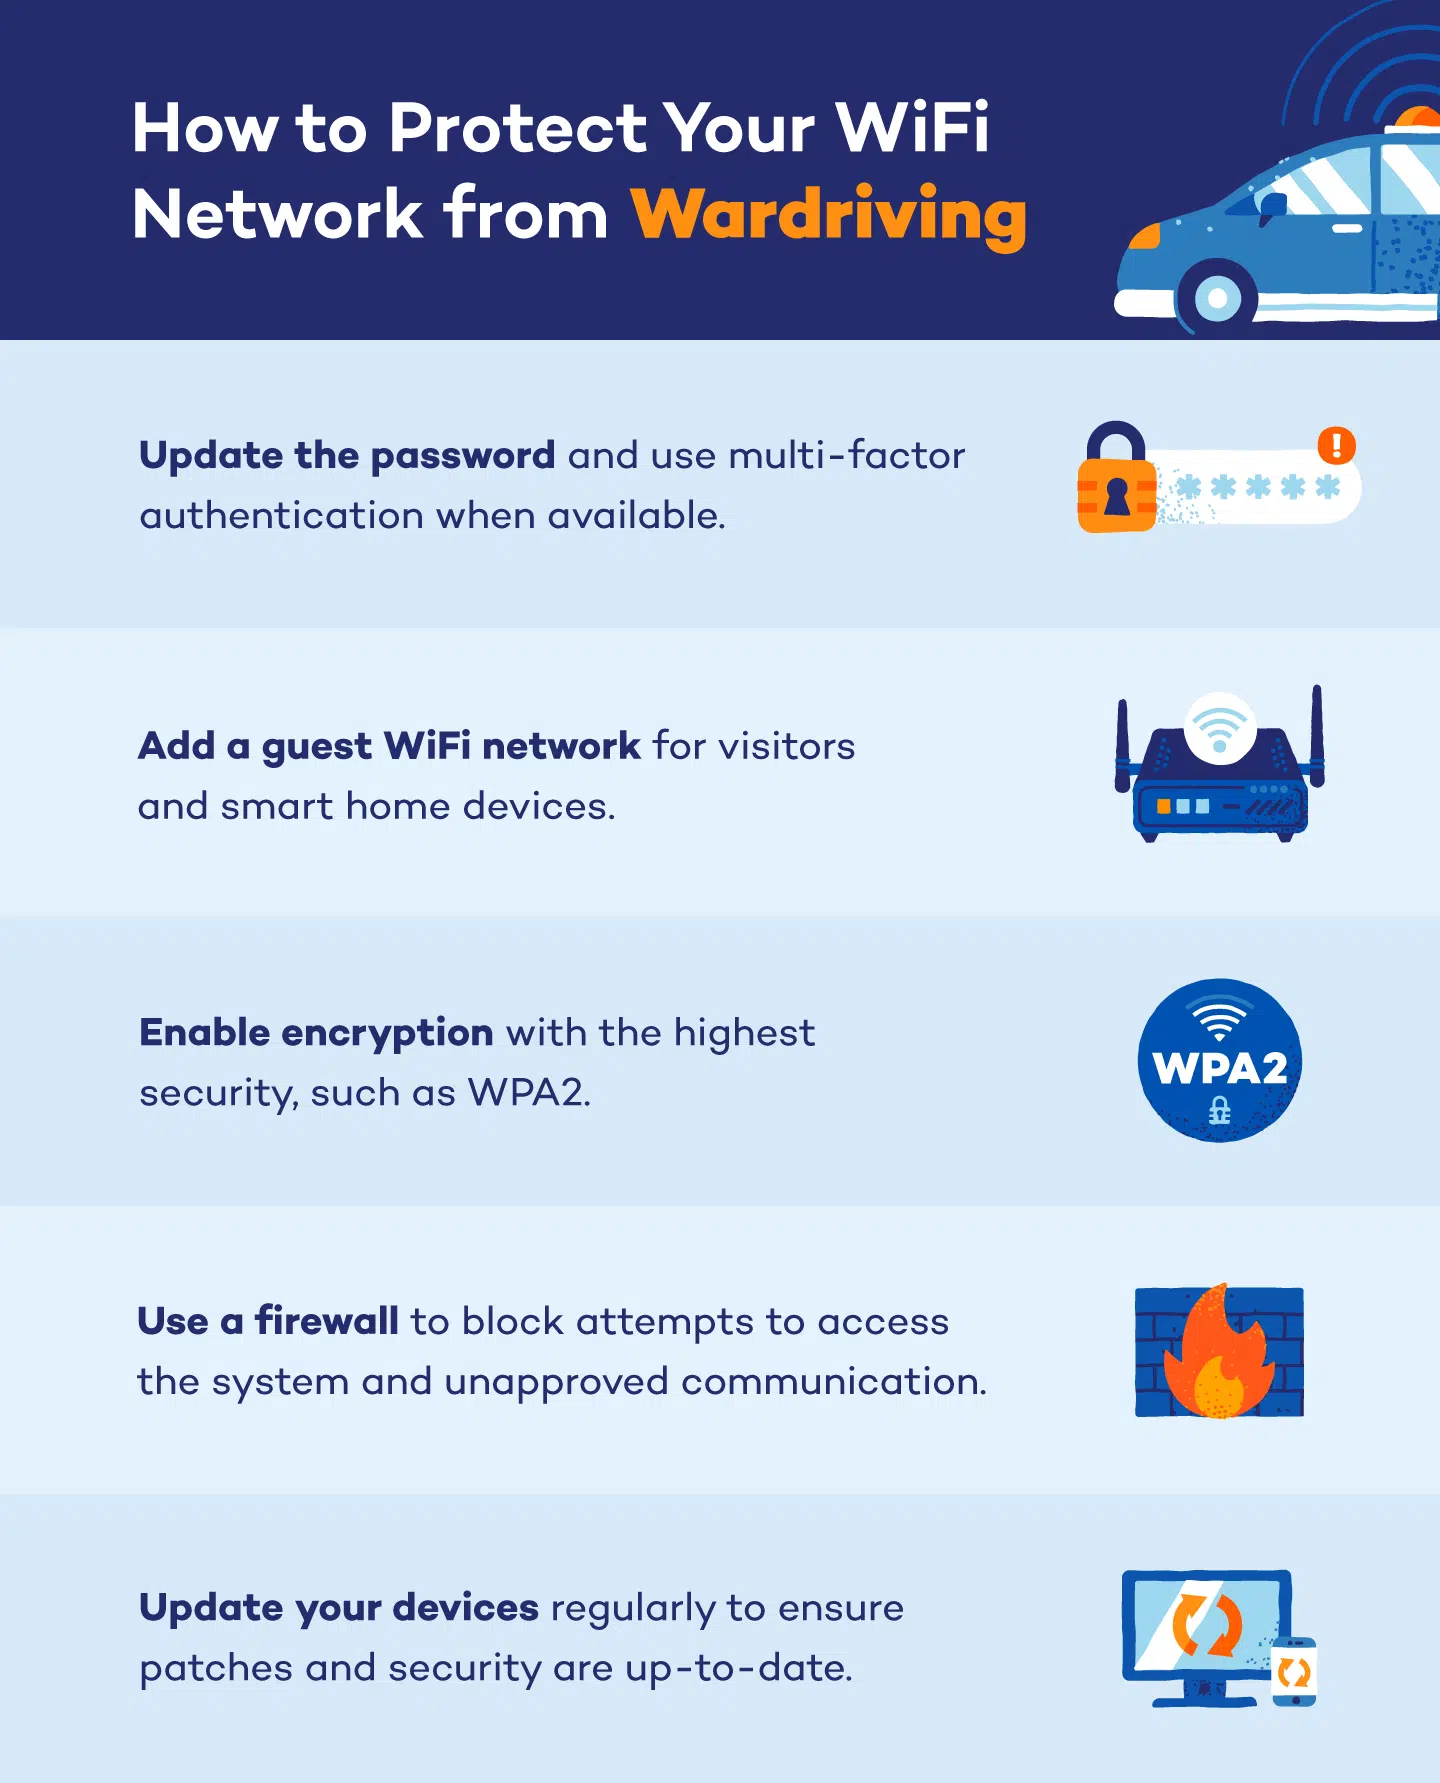 How to Protect Your WiFi
Network from Wardriving
Update the password and use multi-factor
authentication when available.
! *****
Add a guest WiFi network for visitors
and smart home devices.
Enable encryption with the highest
security, such as WPA2.
WPA2
Use a firewall to block attempts to access
the system and unapproved communication.
Update your devices regularly to ensure
patches and security are up-to-date.